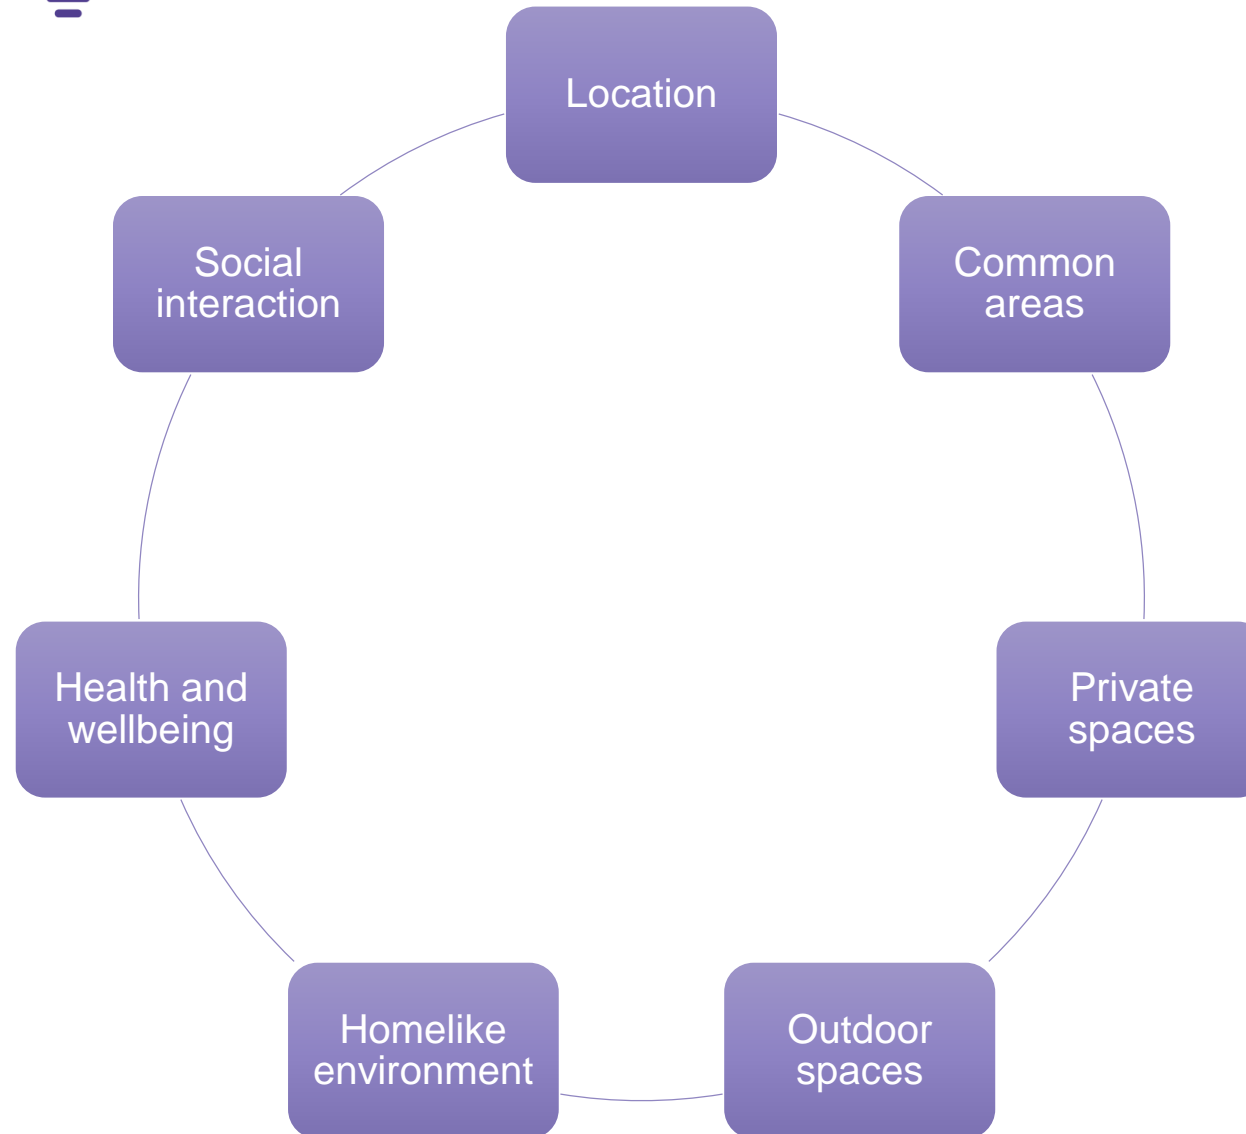 Location
Common
areas
Private
spaces
Outdoor
spaces
Homelike
environment
Health and
wellbeing
Social
interaction